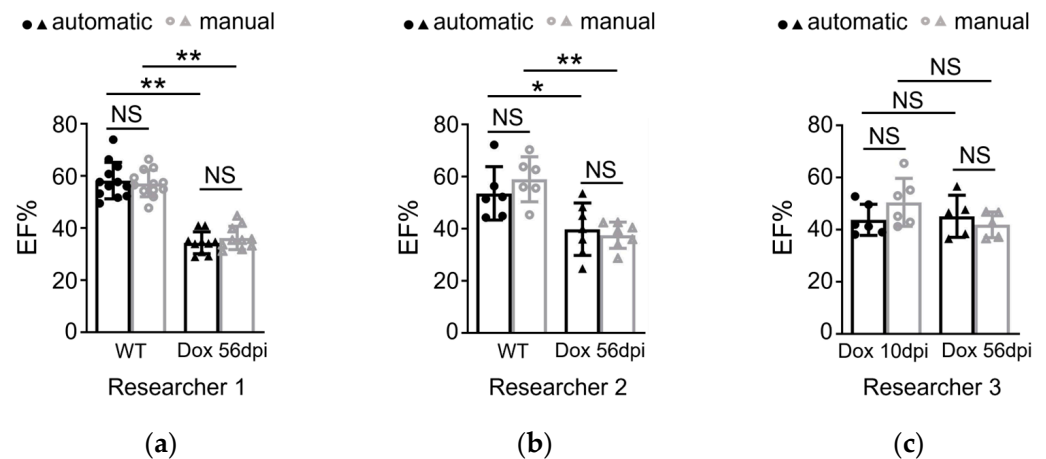 automatic manual
**
**
NS
NS
80
60
40
20
0
EF%
WT Dox 56dpi
Researcher 1
(a)
automatic manual
**
*
NS
NS
80
60
40
20
0
EF%
WT Dox 56dpi
Researcher 2
(b)
automatic manual
NS
NS
NS
NS
80
60
40
20
0
EF%
Dox 10dpi Dox 56dpi
Researcher 3
(c)